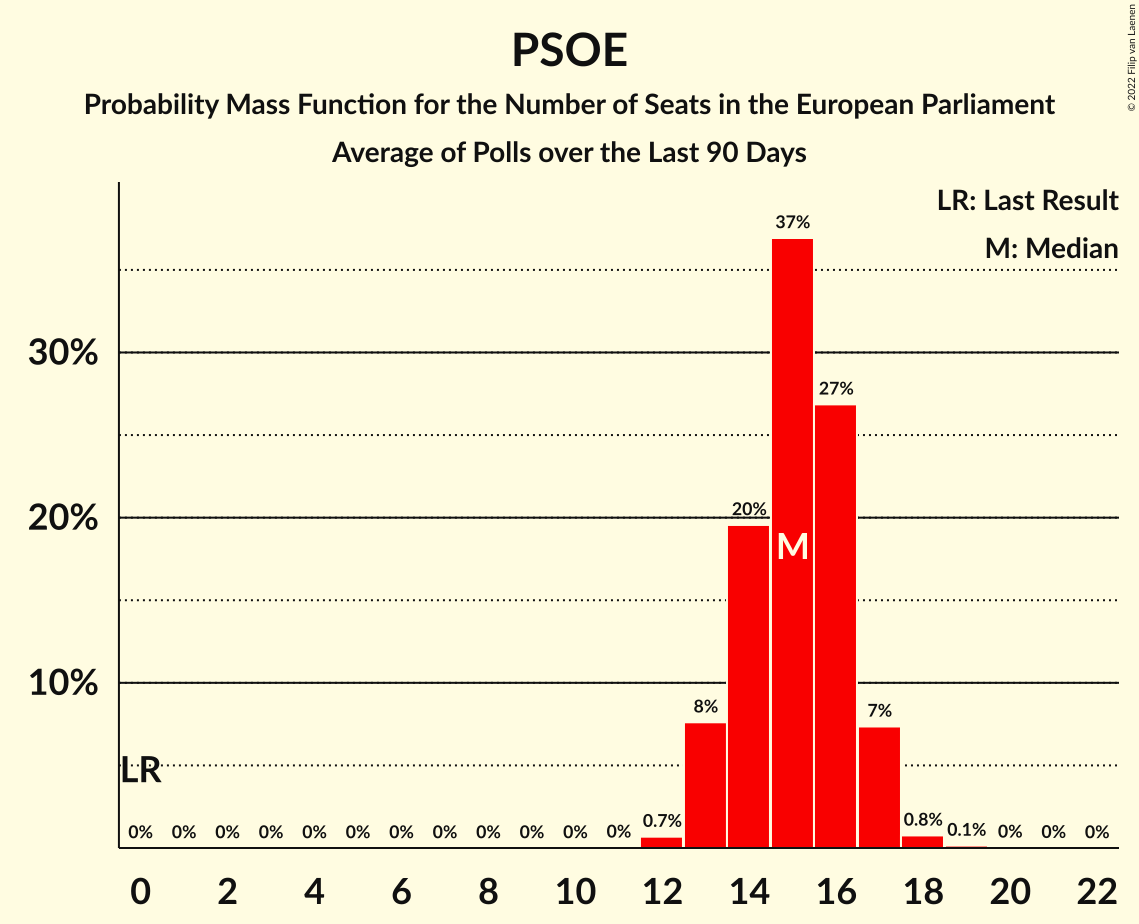 PSOE
Probability Mass Function for the Number of Seats in the European Parliament
Average of Polls over the Last 90 Days
© 2022 Filip van Laenen
LR: Last Result
M: Median
37%
30%
27%
20%
20%
M
10%
8%
7%
LR
0% 0% 0% 0% 0% 0% 0% 0% 0% 0% 0% 0% 0.7% 0.8% 0.1% 0% 0% 0%
0 2 4 6 8 10 12 14 16 18 20 22